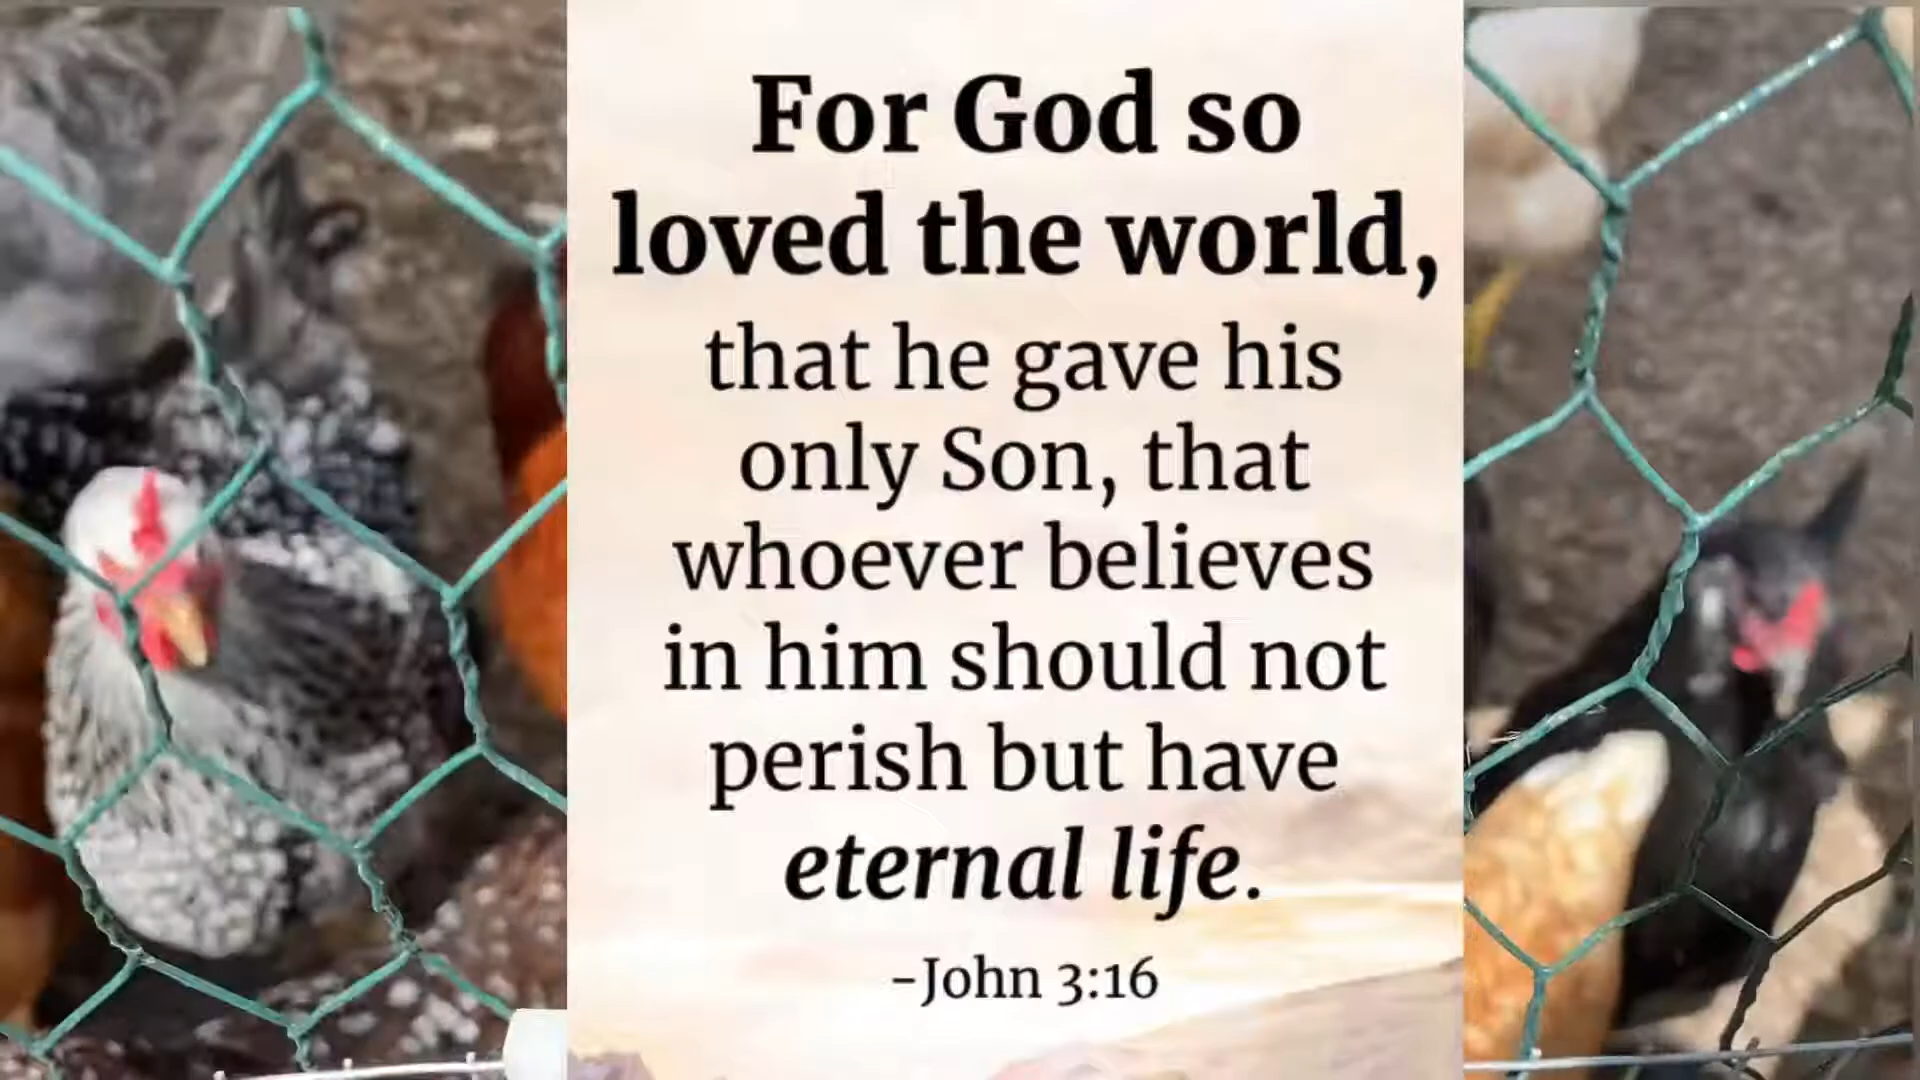 For God so
loved the world,
that he gave his
only Son, that
whoever believes
in him should not
perish but have
eternal life.
-John 3:16